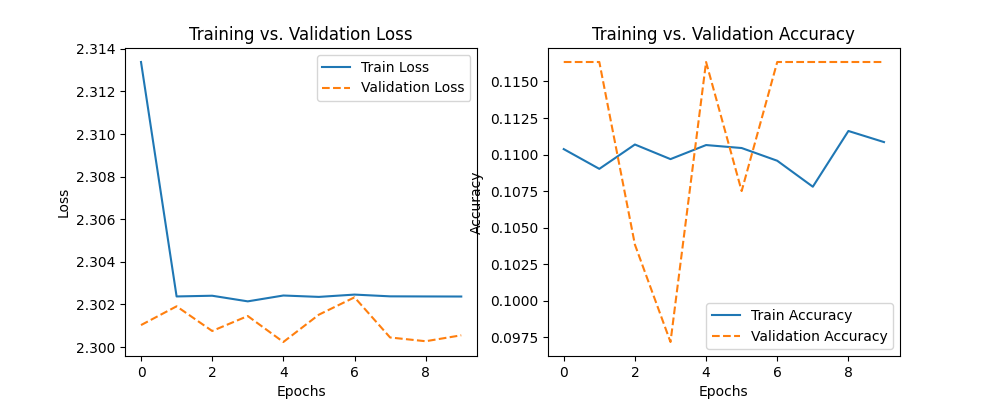 Training vs. Validation Loss
2.314
2.312
2.310
2.308
2.306
2.304
2.302
2.300
Loss
0 2 4 6 8
Epochs
Train Loss
Validation Loss
Training vs. Validation Accuracy
0.1150
0.1125
0.1100
0.1075
0.1050
0.1025
0.1000
0.0975
Accuracy
0 2 4 6 8
Epochs
Train Accuracy
Validation Accuracy